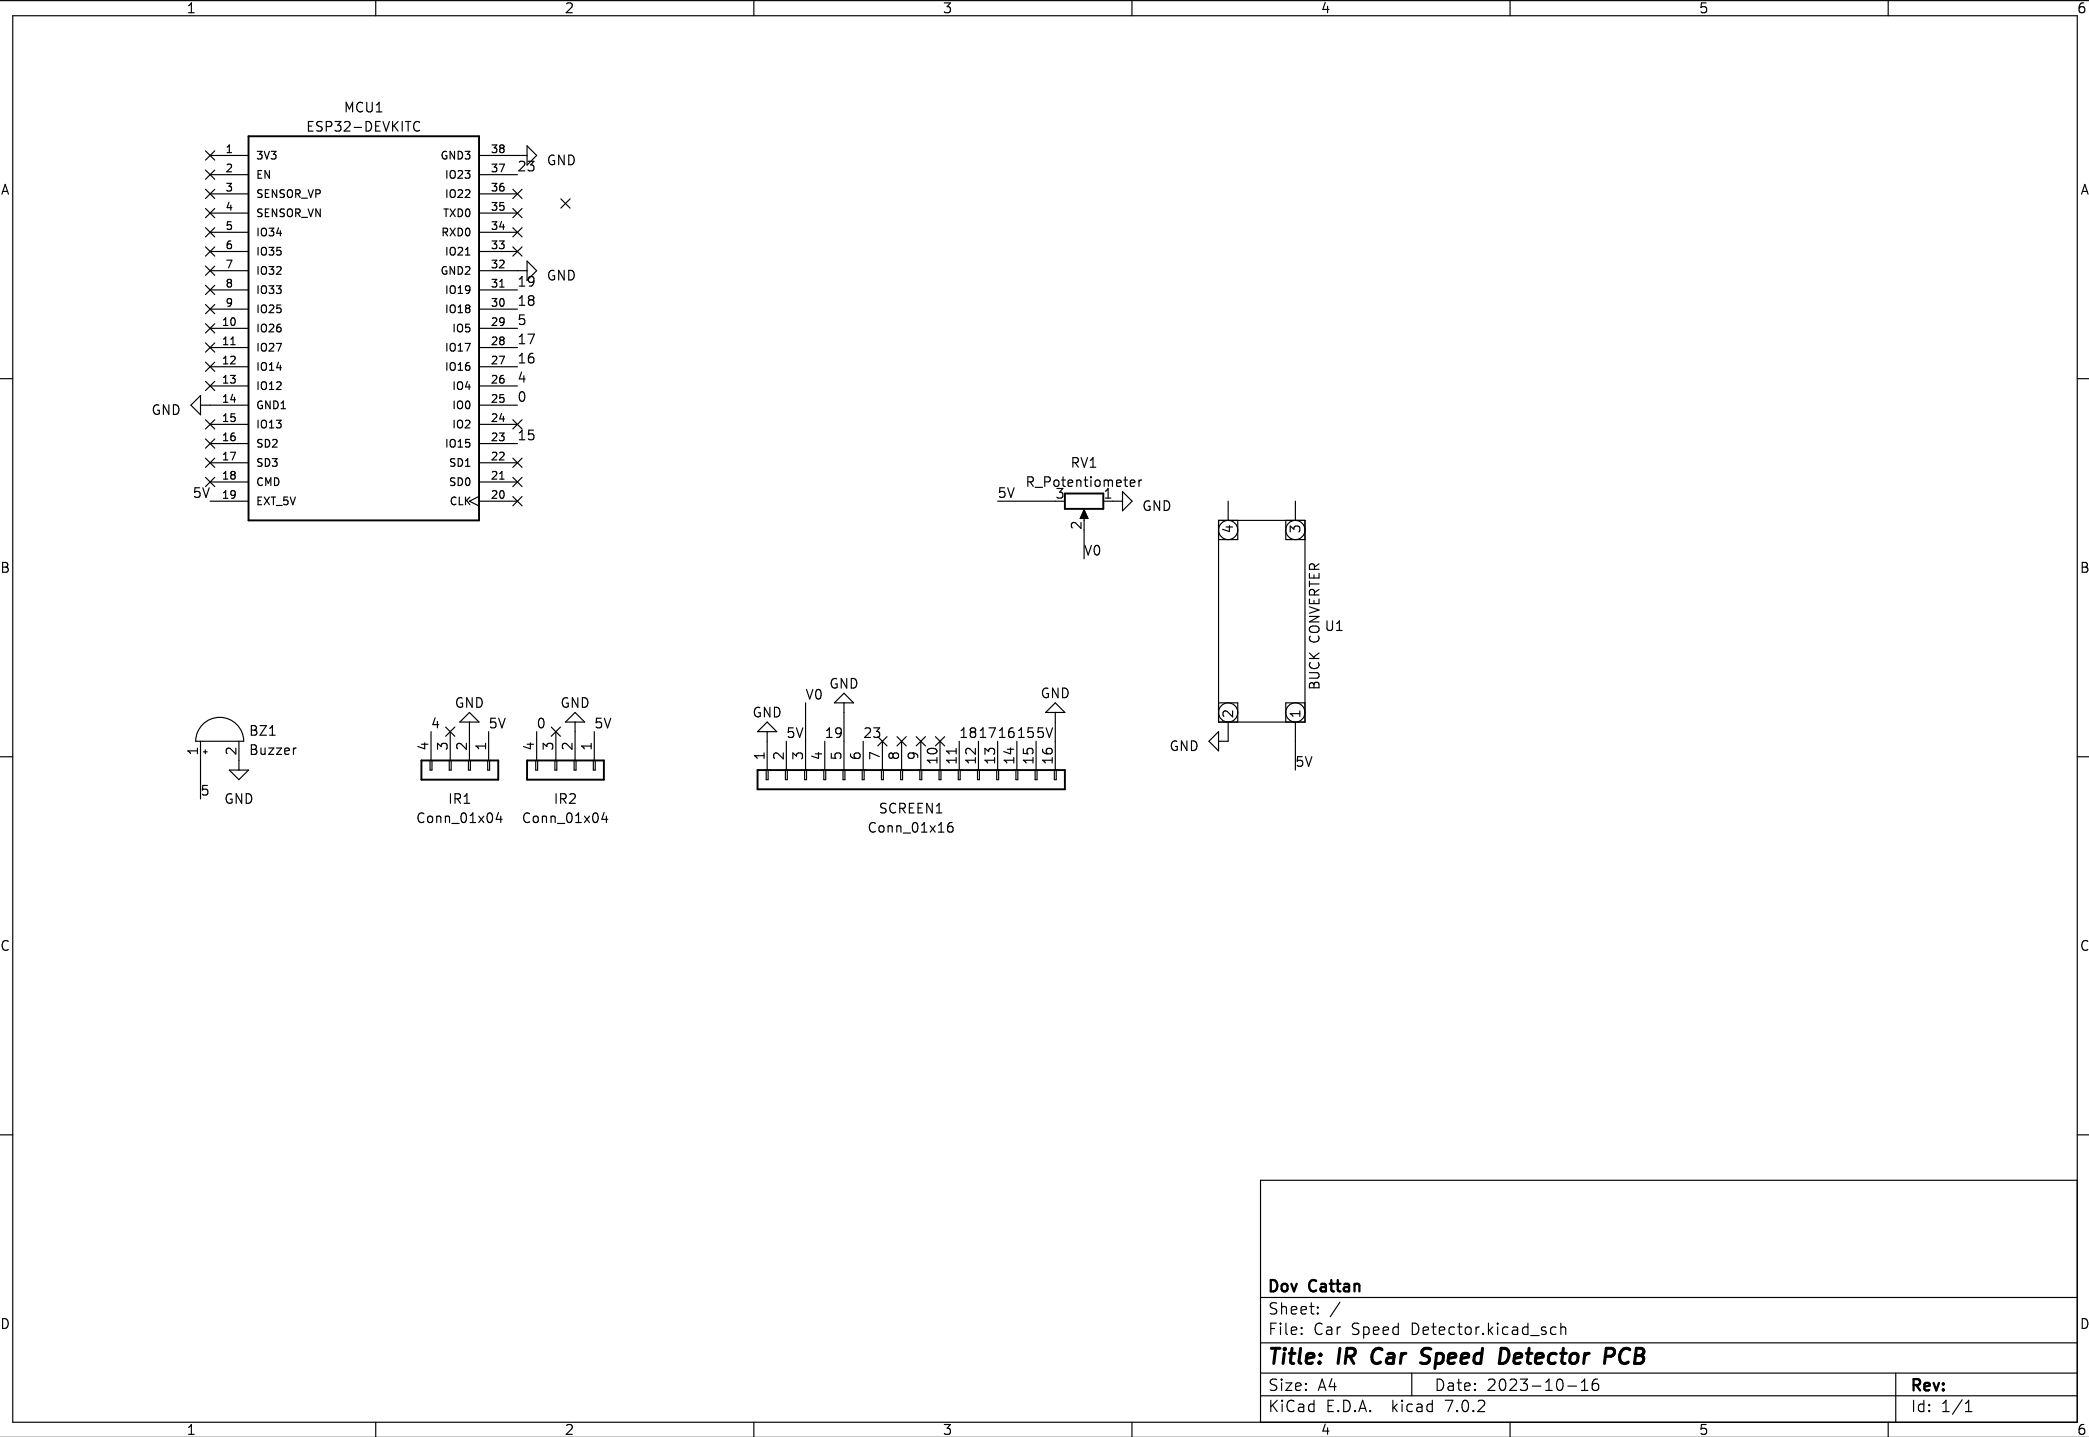 1 2 3 4 5 6
MCU1
ESP32-DEVKITC
1 3V3 GND3 38 GND
2 EN IO23 37 23
3 SENSOR_VP IO22 36
A A
4 SENSOR_VN TXD0 35
5 IO34 RXD0 34
6 IO35 IO21 33
7 IO32 GND2 32 GND
8 IO33 IO19 31 19
9 IO25 IO18 30 18
10 IO26 IO5 29 5
11 IO27 IO17 28 17
12 IO14 IO16 27 16
13 IO12 IO4 26 4
GND 14 GND1 IO0 25 0
15 IO13 IO2 24
16 SD2 IO15 23 15
17 SD3 SD1 22
18 CMD SD0 21
5V 19 EXT_5V CLK 20
RV1
R_Potentiometer
5V 3 1 GND
2
V0
4 3
B B
BUCK CONVERTER
U1
2 1
GND
5V
BZ1
Buzzer
1 + 2
5 GND
4 GND 5V
4 3 2 1
IR1
Conn_01x04
0 GND 5V
4 3 2 1
IR2
Conn_01x04
GND 5V V0 19 GND 23 18 17 16 15 5V GND
1 2 3 4 5 6 7 8 9 10 11 12 13 14 15 16
SCREEN1
Conn_01x16
C C
Dov Cattan
Sheet: /
File: Car Speed Detector.kicad_sch
D D
Title: IR Car Speed Detector PCB
Size: A4 Date: 2023-10-16 Rev:
KiCad E.D.A. kicad 7.0.2 Id: 1/1
1 2 3 4 5 6